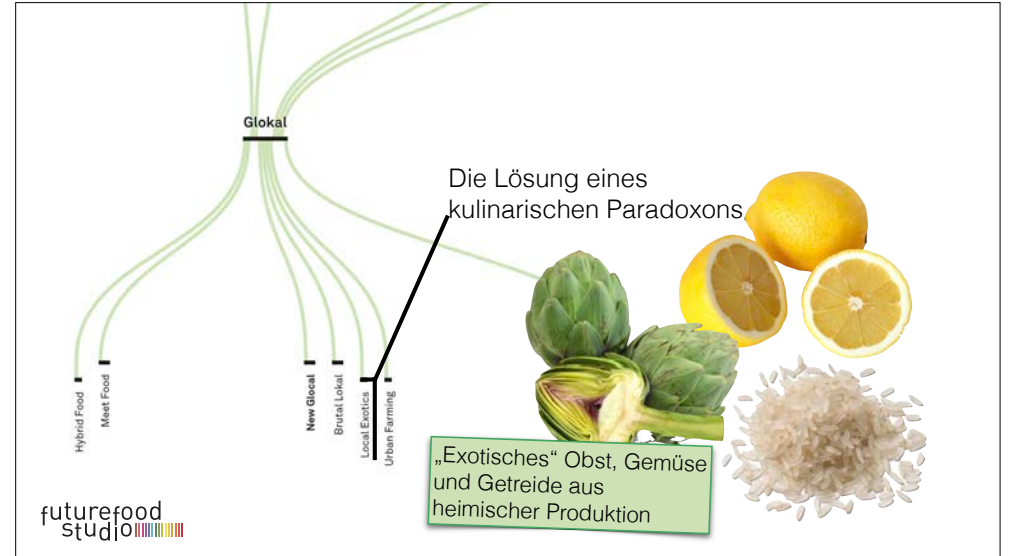 Glokal
Die Lösung eines
kulinarischen Paradoxons
Hybrid Food
Meet Food
New Glocal
Brutal Lokal
Local Exotics
Urban Farming
„Exotisches“ Obst, Gemüse
und Getreide aus
heimischer Produktion
futurefood
studio